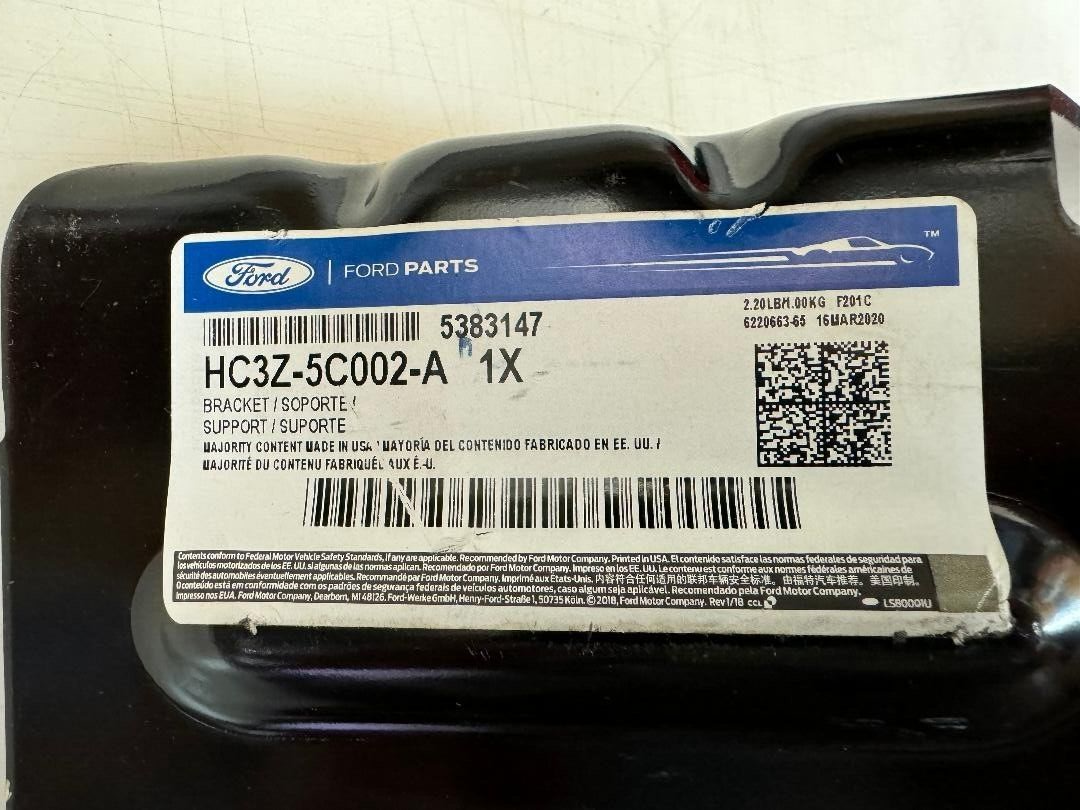 Ford | FORD PARTS ™
2.20LBM.00KG F201C
6220663-65 16MAR2020
5383147
HC3Z-5C002-A 1X
BRACKET / SOPORTE /
SUPPORT / SUPORTE
MAJORITY CONTENT MADE IN USA ' MAYORÍA DEL CONTENIDO FABRICADO EN EE. UU. /
MAJORITÉ DU CONTENU FABRIQUÉE AUX É.-U.
Contents conform to Federal Motor Vehicle Safety Standards, if any are applicable. Recommended by Ford Motor Company. Printed in USA. El contenido satisface las normas federales de seguridad para
los vehículos motorizados de los EE. UU. si algunas de las normas aplican. Recomendado por Ford Motor Company. Impreso en los EE. UU. Le contenu est conforme aux normes fédérales américaines de
sécurité des automobiles éventuellement applicables. Recommandé par Ford Motor Company. Imprimé aux Etats-Unis. 内容符合任何适用的联邦车辆安全标准。由福特汽车推荐。美国印制。
O conteúdo está em conformidade com os padrões de segurança federais de veículos automotores, caso algum seja aplicável. Recomendado pela Ford Motor Company.
Impresso nos EUA. Ford Motor Company, Dearborn, MI 48126. Ford-Werke GmbH, Henry-Ford-Straße 1, 50735 Köln. © 2018, Ford Motor Company. Rev 1/18 CCL LSB0001U